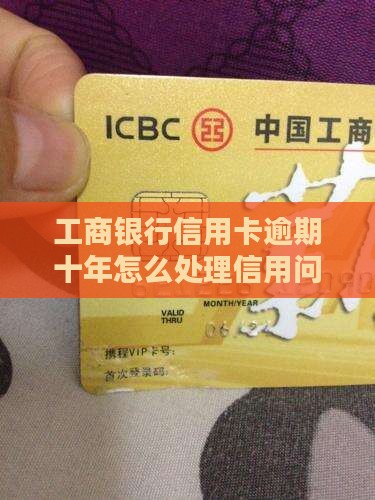 ICBC 中国工商
工商银行信用卡逾期
十年怎么处理信用问
MONTH/YEAR
VALID
THRU
携程VIP卡号:
首次登录码: